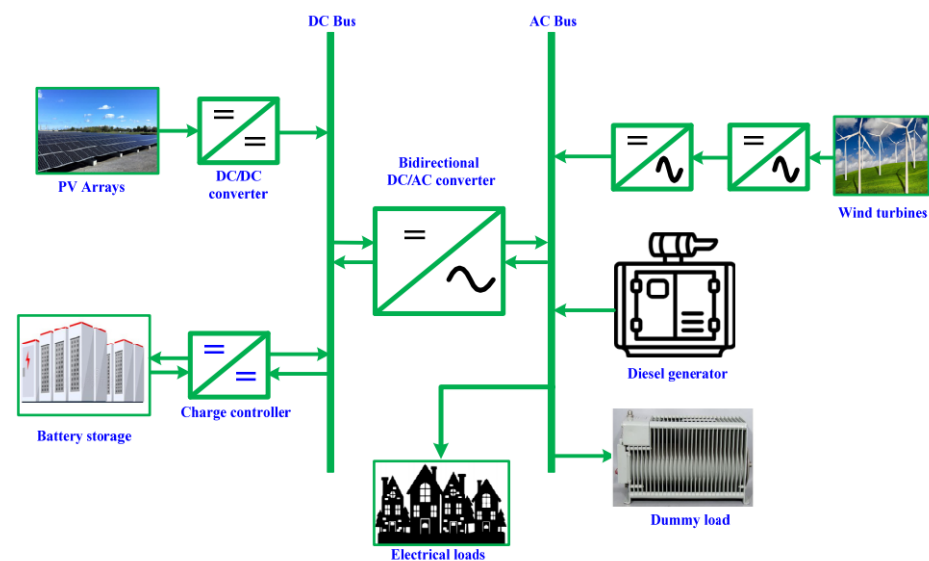 DC Bus
AC Bus
PV Arrays
DC/DC
converter
Bidirectional
DC/AC converter
Wind turbines
Battery storage
Charge controller
Diesel generator
Electrical loads
Dummy load